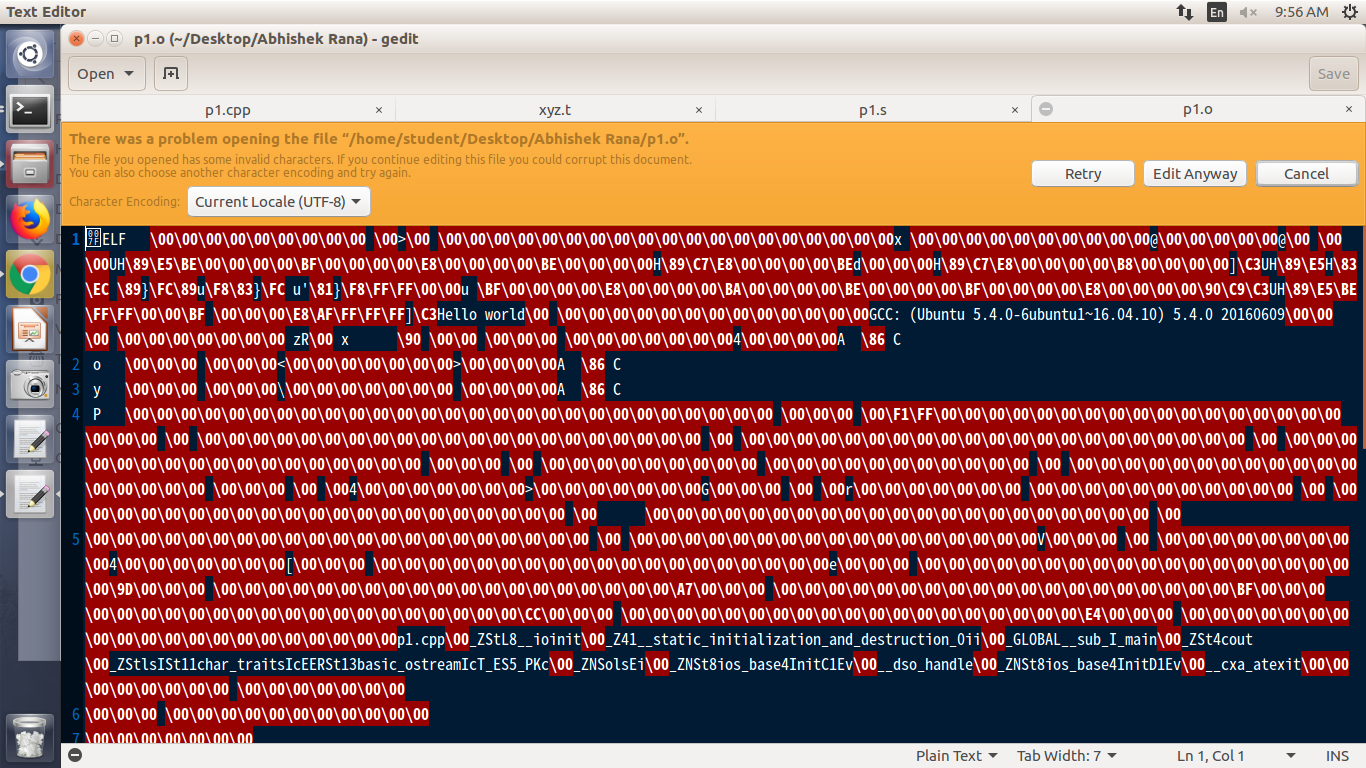 Text Editor
En
9:56 AM
p1.o (~/Desktop/Abhishek Rana) - gedit
Open
Save
p1.cpp × xyz.t × p1.s × p1.o ×
There was a problem opening the file “/home/student/Desktop/Abhishek Rana/p1.o”.
The file you opened has some invalid characters. If you continue editing this file you could corrupt this document.
You can also choose another character encoding and try again.
Retry Edit Anyway Cancel
Character Encoding: Current Locale (UTF-8)
1 ELF \00\00\00\00\00\00\00\00\00 \00>\00 \00\00\00\00\00\00\00\00\00\00\00\00\00\00\00\00\00\00\00x \00\00\00\00\00\00\00\00\00\00@\00\00\00\00\00@\00 \00
\00UH\89\E5\BE\00\00\00\00\BF\00\00\00\00\E8\00\00\00\00\BE\00\00\00\00H\89\C7\E8\00\00\00\00\BEd\00\00\00H\89\C7\E8\00\00\00\00\B8\00\00\00\00]\C3UH\89\E5H\83
\EC \89}\FC\89u\F8\83}\FC u'\81}\F8\FF\FF\00\00u \BF\00\00\00\00\E8\00\00\00\00\BA\00\00\00\00\BE\00\00\00\00\BF\00\00\00\00\E8\00\00\00\00\90\C9\C3UH\89\E5\BE
\FF\FF\00\00\BF \00\00\00\E8\AF\FF\FF\FF]\C3Hello world\00 \00\00\00\00\00\00\00\00\00\00\00\00\00GCC: (Ubuntu 5.4.0-6ubuntu1~16.04.10) 5.4.0 20160609\00\00
\00 \00\00\00\00\00\00\00 zR\00 x \90 \00\00 \00\00 \00\00\00\00\00\00\00\004\00\00\00\00A \86 C
2 o \00\00\00 \00\00\00<\00\00\00\00\00\00\00>\00\00\00\00A \86 C
3 y \00\00\00 \00\00\00\\00\00\00\00\00\00\00 \00\00\00\00A \86 C
4 P \00\00\00\00\00\00\00\00\00\00\00\00\00\00\00\00\00\00\00\00\00\00\00\00\00\00\00 \00\00\00 \00\F1\FF\00\00\00\00\00\00\00\00\00\00\00\00\00\00\00\00\00
\00\00\00 \00 \00\00\00\00\00\00\00\00\00\00\00\00\00\00\00\00\00\00\00\00\00 \00 \00\00\00\00\00\00\00\00\00\00\00\00\00\00\00\00\00\00\00\00\00 \00 \00\00\00
\00\00\00\00\00\00\00\00\00\00\00\00\00\00 \00\00\00 \00 \00\00\00\00\00\00\00\00\00 \00\00\00\00\00\00\00\00\00\00\00 \00 \00\00\00\00\00\00\00\00\00\00\00\00
\00\00\00\00\00 \00\00\00 \00 \004\00\00\00\00\00\00\00>\00\00\00\00\00\00\00G\00\00\00 \00 \00r\00\00\00\00\00\00\00 \00\00\00\00\00\00\00\00\00\00\00 \00 \00
\00\00\00\00\00\00\00\00\00\00\00\00\00\00\00\00\00\00\00\00 \00 \00\00\00\00\00\00\00\00\00\00\00\00\00\00\00\00\00\00\00\00\00 \00
5 \00\00\00\00\00\00\00\00\00\00\00\00\00\00\00\00\00\00\00\00\00 \00 \00\00\00\00\00\00\00\00\00\00\00\00\00\00\00\00\00V\00\00\00 \00 \00\00\00\00\00\00\00\00
\004\00\00\00\00\00\00\00[\00\00\00 \00\00\00\00\00\00\00\00\00\00\00\00\00\00\00\00\00\00\00e\00\00\00 \00\00\00\00\00\00\00\00\00\00\00\00\00\00\00\00\00\00
\00\9D\00\00\00 \00\00\00\00\00\00\00\00\00\00\00\00\00\00\00\00\00\00\00\A7\00\00\00 \00\00\00\00\00\00\00\00\00\00\00\00\00\00\00\00\00\00\00\BF\00\00\00
\00\00\00\00\00\00\00\00\00\00\00\00\00\00\00\00\00\00\CC\00\00\00 \00\00\00\00\00\00\00\00\00\00\00\00\00\00\00\00\00\00\00\E4\00\00\00 \00\00\00\00\00\00\00
\00\00\00\00\00\00\00\00\00\00\00\00\00p1.cpp\00_ZStL8__ioinit\00_Z41__static_initialization_and_destruction_0ii\00_GLOBAL__sub_I_main\00_ZSt4cout
\00_ZStlsISt11char_traitsIcEERSt13basic_ostreamIcT_ES5_PKc\00_ZNSolsEi\00_ZNSt8ios_base4InitC1Ev\00__dso_handle\00_ZNSt8ios_base4InitD1Ev\00__cxa_atexit\00\00
\00\00\00\00\00\00 \00\00\00\00\00\00\00
6 \00\00\00 \00\00\00\00\00\00\00\00\00\00\00
7 \00\00\00\00\00\00\00
Plain Text Tab Width: 7 Ln 1, Col 1 INS